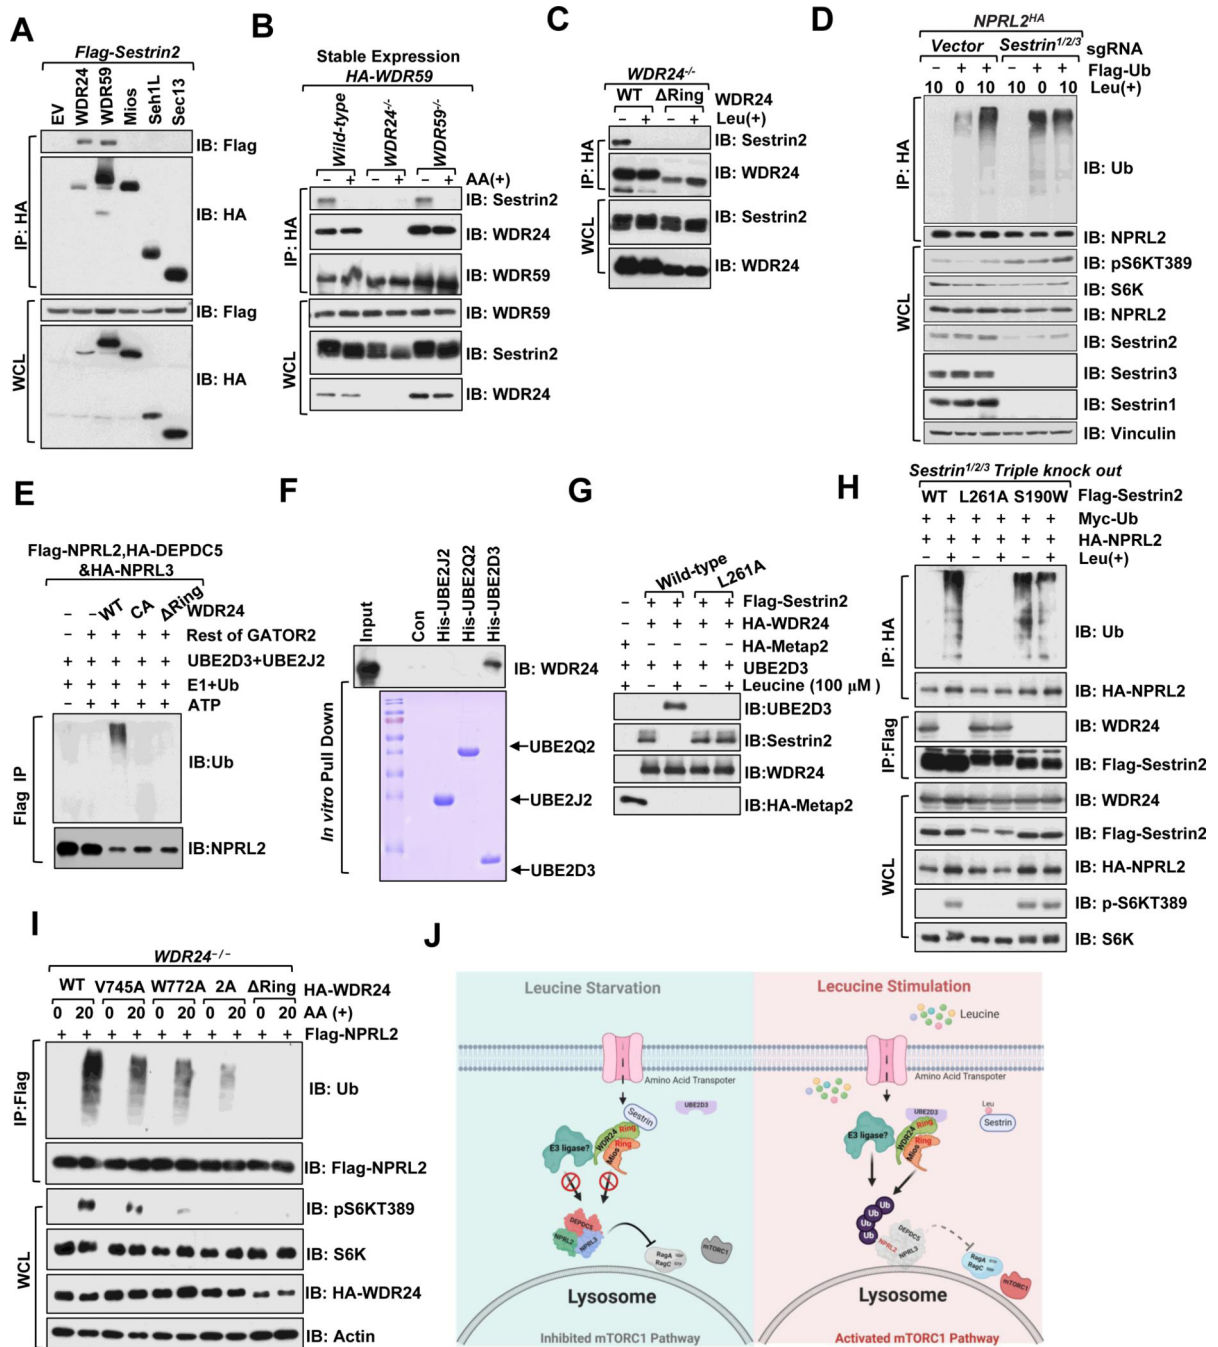 A
Flag-Sestrin2
EV
WDR24
WDR59
Mios
Seh1L
Sec13
IP: HA
IB: Flag
IB: HA
WCL
IB: Flag
IB: HA
B
Stable Expression
HA-WDR59
Wild-type
WDR24-/-
WDR59-/-
- + - + - + AA(+)
IP: HA
IB: Sestrin2
IB: WDR24
IB: WDR59
WCL
IB: WDR59
IB: Sestrin2
IB: WDR24
C
WDR24-/-
WT ΔRing WDR24
- + - + Leu(+)
IP: HA
IB: Sestrin2
IB: WDR24
WCL
IB: Sestrin2
IB: WDR24
D
NPRL2HA
Vector Sestrin1/2/3 sgRNA
- + + - + + Flag-Ub
10 0 10 10 0 10 Leu(+)
IP: HA
IB: Ub
IB: NPRL2
WCL
IB: pS6KT389
IB: S6K
IB: NPRL2
IB: Sestrin2
IB: Sestrin3
IB: Sestrin1
IB: Vinculin
E
Flag-NPRL2,HA-DEPDC5
&HA-NPRL3
- - WT CA ΔRing WDR24
- + + + + Rest of GATOR2
+ + + + + UBE2D3+UBE2J2
+ + + + + E1+Ub
- + + + + ATP
Flag IP
IB:Ub
IB:NPRL2
F
Input
Con
His-UBE2J2
His-UBE2Q2
His-UBE2D3
In vitro Pull Down
IB: WDR24
UBE2Q2
UBE2J2
UBE2D3
G
Wild-type
L261A
- + + + + Flag-Sestrin2
- + + + + HA-WDR24
+ - - - - HA-Metap2
+ + + + + UBE2D3
+ - + - + Leucine (100 µM )
IB:UBE2D3
IB:Sestrin2
IB:WDR24
IB:HA-Metap2
H
Sestrin1/2/3 Triple knock out
WT L261A S190W Flag-Sestrin2
+ + + + + + Myc-Ub
+ + + + + + HA-NPRL2
- + - + - + Leu(+)
IP: HA
IB: Ub
IB: HA-NPRL2
IP:Flag
IB: WDR24
IB: Flag-Sestrin2
WCL
IB: WDR24
IB: Flag-Sestrin2
IB: HA-NPRL2
IB: p-S6KT389
IB: S6K
I
WDR24-/-
WT V745A W772A 2A ΔRing HA-WDR24
0 20 0 20 0 20 0 20 0 20 AA (+)
+ + + + + + + + + + Flag-NPRL2
IP:Flag
IB: Ub
IB: Flag-NPRL2
WCL
IB: pS6KT389
IB: S6K
IB: HA-WDR24
IB: Actin
J
Leucine Starvation
Amino Acid Transpoter
Sestrin
UBE2D3
E3 ligase?
WDR24 Ring
Mios Ring
DEPDC5
NPRL2
NPRL3
RagA
RagC
mTORC1
Lysosome
Inhibited mTORC1 Pathway
Lecucine Stimulation
Leucine
Amino Acid Transpoter
UBE2D3
Leu
Sestrin
E3 ligase?
WDR24 Ring
Mios Ring
Ub
Ub
Ub
Ub
DEPDC5
NPRL2
NPRL3
RagA
RagC
mTORC1
Lysosome
Activated mTORC1 Pathway